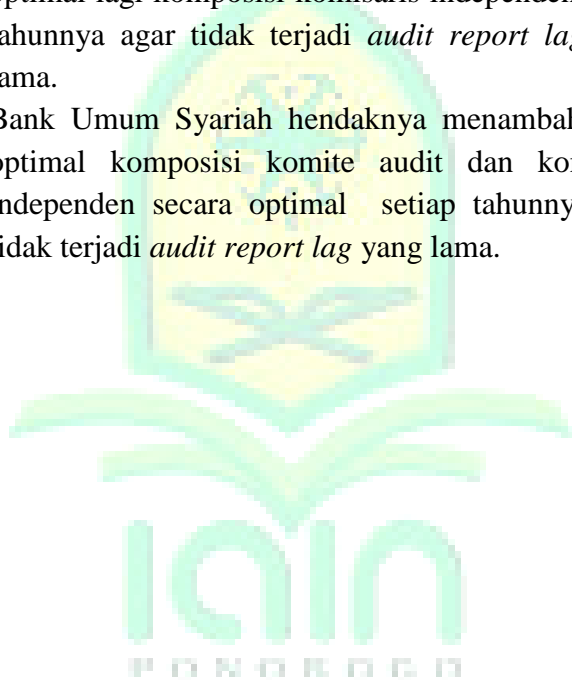 optimal lagi komposisi komisaris independen
tahunnya agar tidak terjadi audit report lag
lama.
Bank Umum Syariah hendaknya menambah
optimal komposisi komite audit dan
independen secara optimal setiap tahunny
tidak terjadi audit report lag yang lama.
iain
PONOROGO